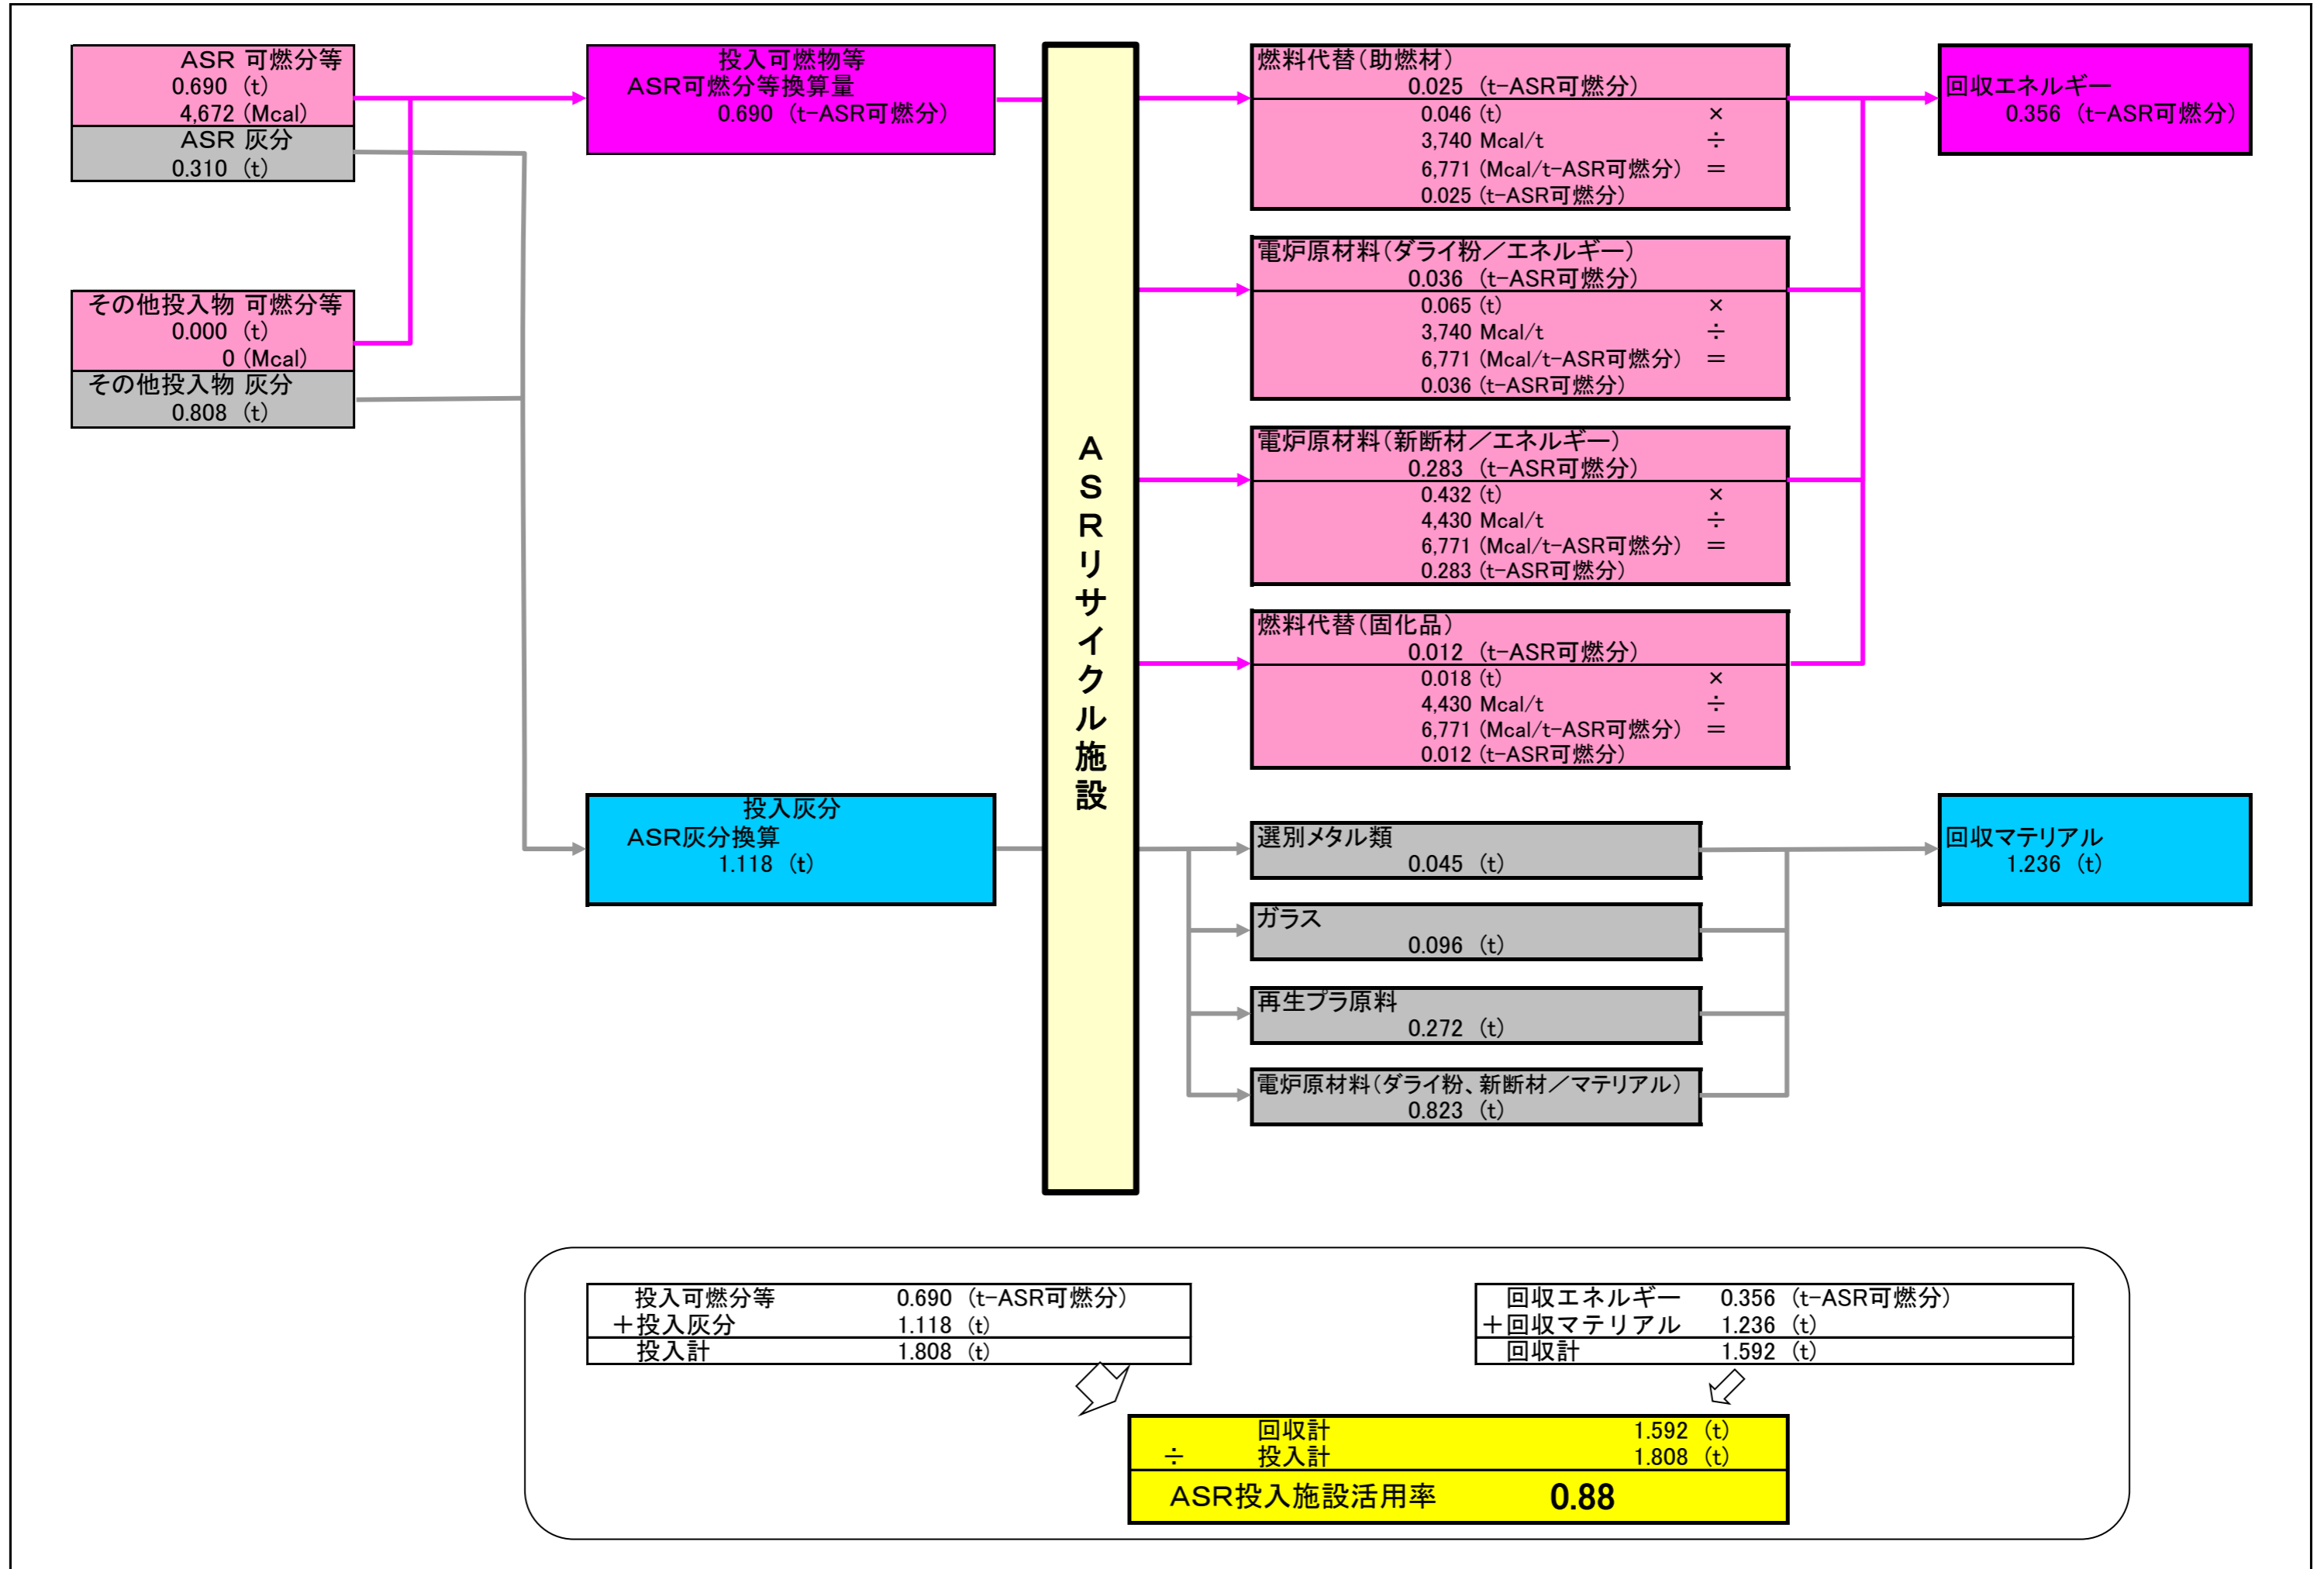 ASR 可燃分等
0.690 (t)
4,672 (Mcal)
ASR 灰分
0.310 (t)
その他投入物 可燃分等
0.000 (t)
0 (Mcal)
その他投入物 灰分
0.808 (t)
投入可燃物等
ASR可燃分等換算量
0.690 (t-ASR可燃分)
投入灰分
ASR灰分換算
1.118 (t)
ASRリサイクル施設
燃料代替(助燃材)
0.025 (t-ASR可燃分)
0.046 (t) ×
3,740 Mcal/t ÷
6,771 (Mcal/t-ASR可燃分) =
0.025 (t-ASR可燃分)
電炉原材料(ダライ粉/エネルギー)
0.036 (t-ASR可燃分)
0.065 (t) ×
3,740 Mcal/t ÷
6,771 (Mcal/t-ASR可燃分) =
0.036 (t-ASR可燃分)
電炉原材料(新断材/エネルギー)
0.283 (t-ASR可燃分)
0.432 (t) ×
4,430 Mcal/t ÷
6,771 (Mcal/t-ASR可燃分) =
0.283 (t-ASR可燃分)
燃料代替(固化品)
0.012 (t-ASR可燃分)
0.018 (t) ×
4,430 Mcal/t ÷
6,771 (Mcal/t-ASR可燃分) =
0.012 (t-ASR可燃分)
選別メタル類
0.045 (t)
ガラス
0.096 (t)
再生プラ原料
0.272 (t)
電炉原材料(ダライ粉、新断材/マテリアル)
0.823 (t)
回収エネルギー
0.356 (t-ASR可燃分)
回収マテリアル
1.236 (t)
投入可燃分等 0.690 (t-ASR可燃分)
+投入灰分 1.118 (t)
投入計 1.808 (t)
回収エネルギー 0.356 (t-ASR可燃分)
+回収マテリアル 1.236 (t)
回収計 1.592 (t)
回収計 1.592 (t)
÷ 投入計 1.808 (t)
ASR投入施設活用率 0.88